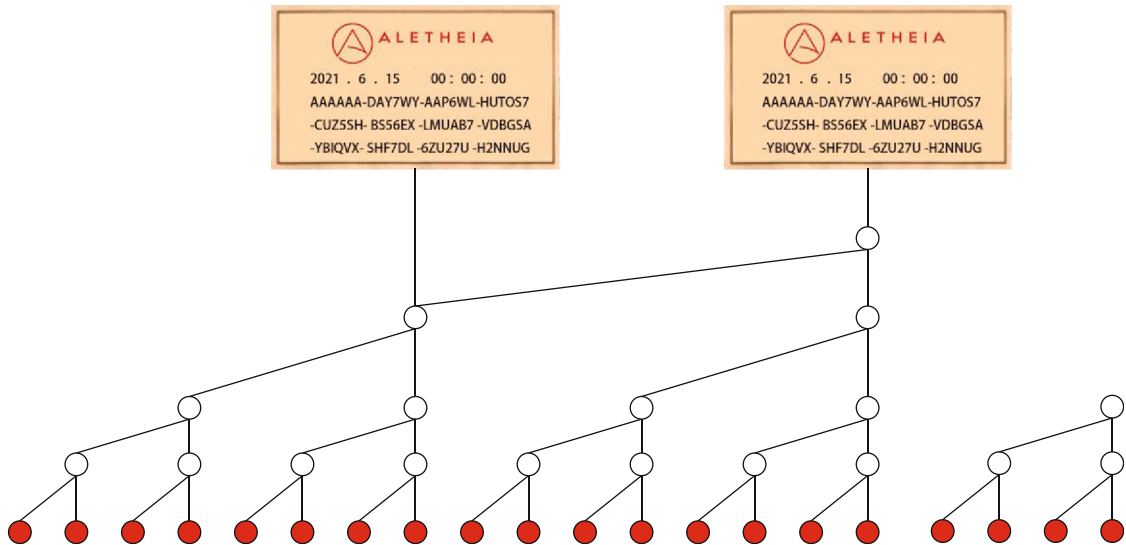 ALETHEIA
2021 . 6 . 15 00 : 00 : 00
AAAAAA-DAY7WY-AAP6WL-HUTOS7
-CUZ5SH- BS56EX -LMUAB7 -VDBGSA
-YBIQVX- SHF7DL -6ZU27U -H2NNUG
ALETHEIA
2021 . 6 . 15 00 : 00 : 00
AAAAAA-DAY7WY-AAP6WL-HUTOS7
-CUZ5SH- BS56EX -LMUAB7 -VDBGSA
-YBIQVX- SHF7DL -6ZU27U -H2NNUG